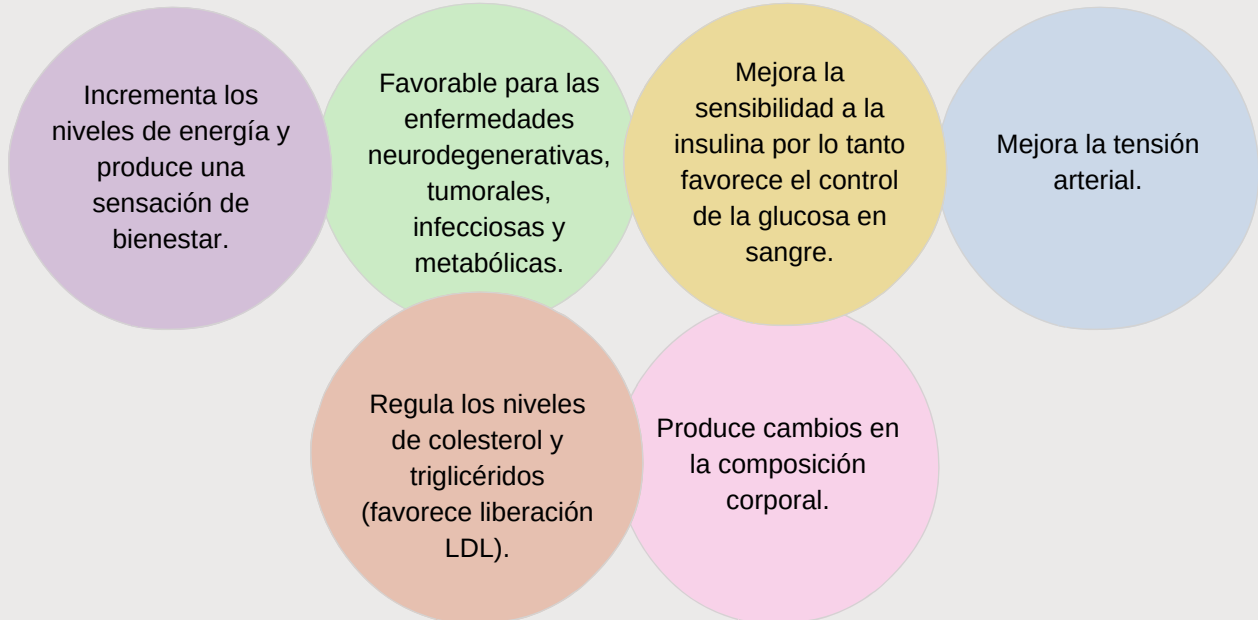 Incrementa los
niveles de energía y
produce una
sensación de
bienestar.
Favorable para las
enfermedades
neurodegenerativas,
tumorales,
infecciosas y
metabólicas.
Mejora la
sensibilidad a la
insulina por lo tanto
favorece el control
de la glucosa en
sangre.
Mejora la tensión
arterial.
Regula los niveles
de colesterol y
triglicéridos
(favorece liberación
LDL).
Produce cambios en
la composición
corporal.